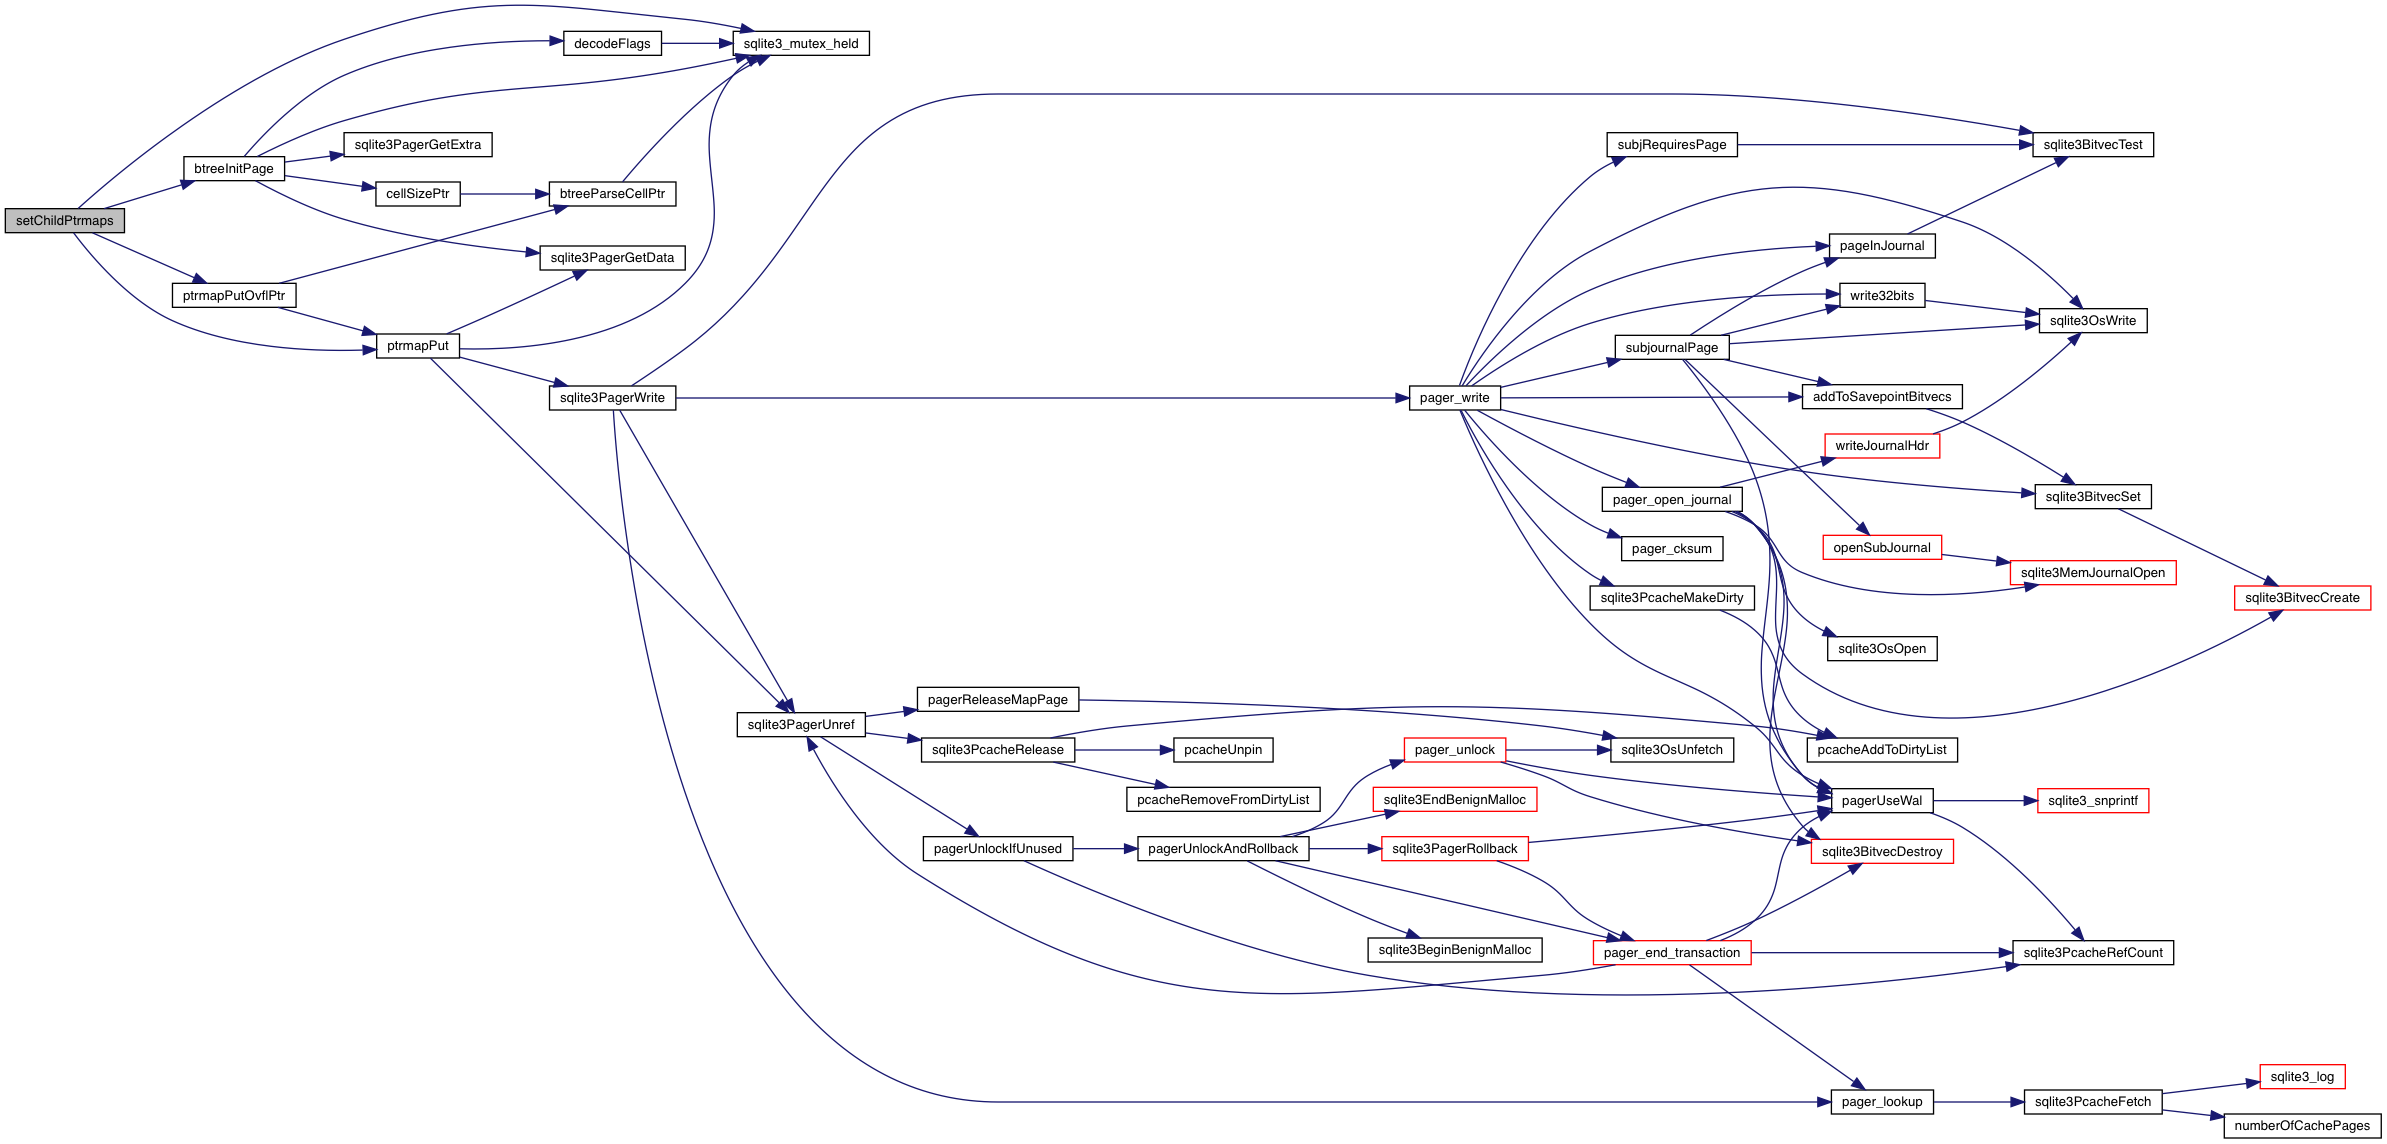 setChildPtrmaps
btreeInitPage
ptrmapPutOvflPtr
sqlite3PagerGetExtra
cellSizePtr
ptrmapPut
decodeFlags
btreeParseCellPtr
sqlite3PagerGetData
sqlite3PagerWrite
sqlite3_mutex_held
sqlite3PagerUnref
pagerReleaseMapPage
sqlite3PcacheRelease
pagerUnlockIfUnused
pcacheUnpin
pcacheRemoveFromDirtyList
pagerUnlockAndRollback
pager_write
pager_unlock
sqlite3EndBenignMalloc
sqlite3PagerRollback
sqlite3BeginBenignMalloc
subjRequiresPage
subjournalPage
pager_open_journal
pager_cksum
sqlite3PcacheMakeDirty
sqlite3OsUnfetch
pager_end_transaction
pageInJournal
write32bits
addToSavepointBitvecs
writeJournalHdr
openSubJournal
sqlite3OsOpen
pcacheAddToDirtyList
pagerUseWal
sqlite3BitvecDestroy
pager_lookup
sqlite3BitvecTest
sqlite3OsWrite
sqlite3BitvecSet
sqlite3MemJournalOpen
sqlite3_snprintf
sqlite3PcacheRefCount
sqlite3PcacheFetch
sqlite3BitvecCreate
sqlite3_log
numberOfCachePages